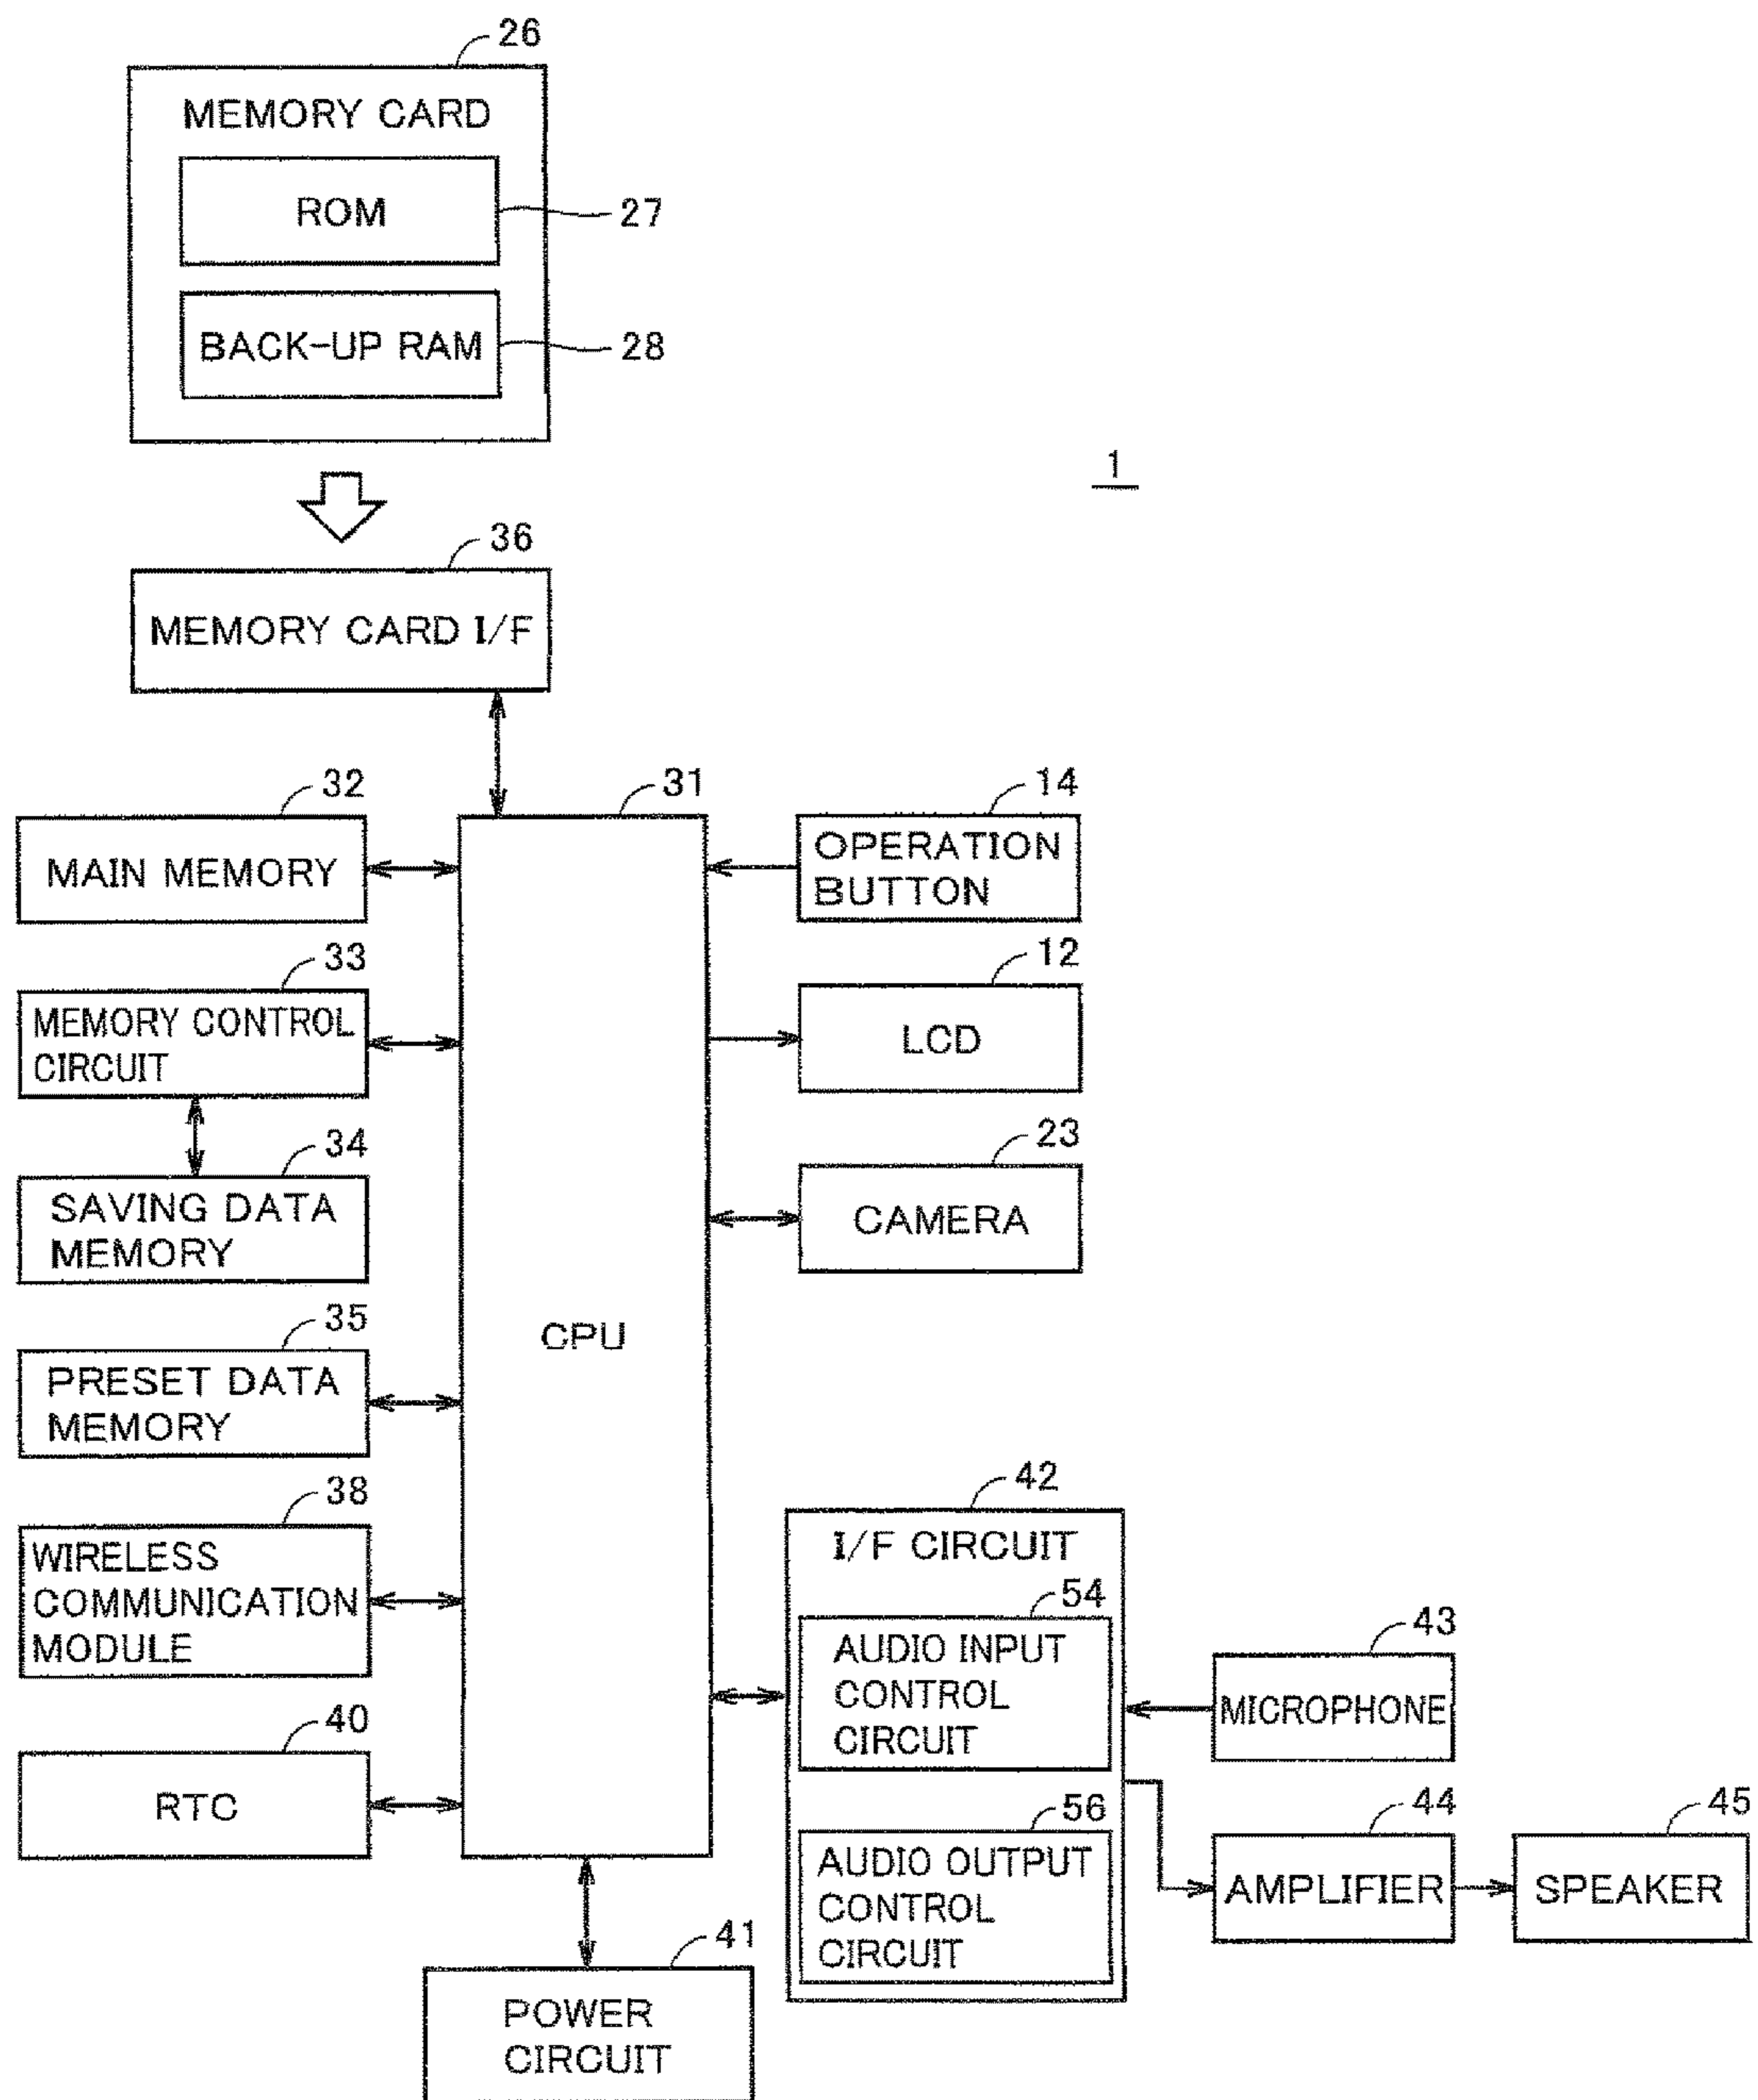 26
MEMORY CARD
ROM
27
BACK-UP RAM
28
1
36
MEMORY CARD I/F
32
31
14
MAIN MEMORY
OPERATION
BUTTON
33
12
MEMORY CONTROL
CIRCUIT
LCD
34
23
SAVING DATA
MEMORY
CAMERA
35
CPU
PRESET DATA
MEMORY
38
42
WIRELESS
COMMUNICATION
MODULE
I/F CIRCUIT
54
AUDIO INPUT
CONTROL
CIRCUIT
43
MICROPHONE
40
RTC
56
AUDIO OUTPUT
CONTROL
CIRCUIT
44
AMPLIFIER
45
SPEAKER
41
POWER
CIRCUIT